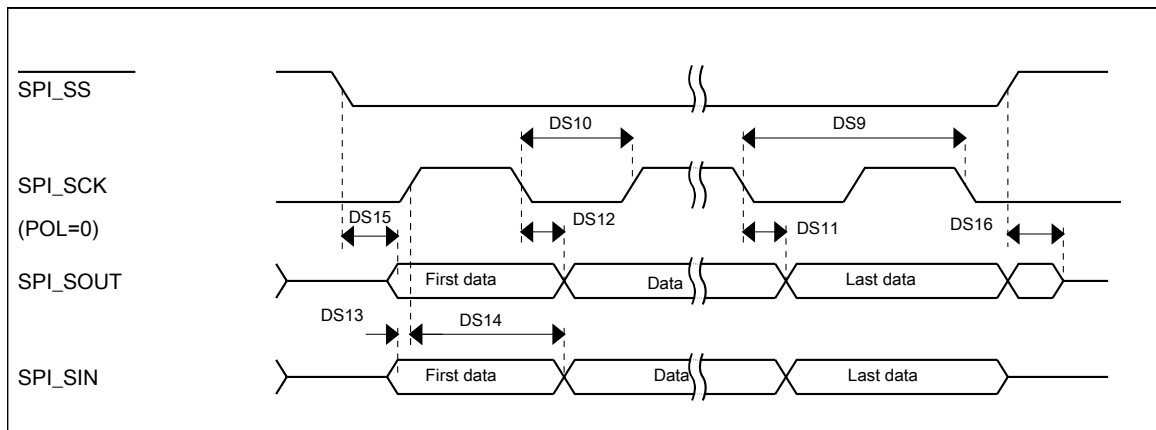 SPI_SS
DS10
DS9
SPI_SCK
(POL=0)
DS15
DS12
DS11
DS16
SPI_SOUT
First data
Data
Last data
DS13
DS14
SPI_SIN
First data
Data
Last data